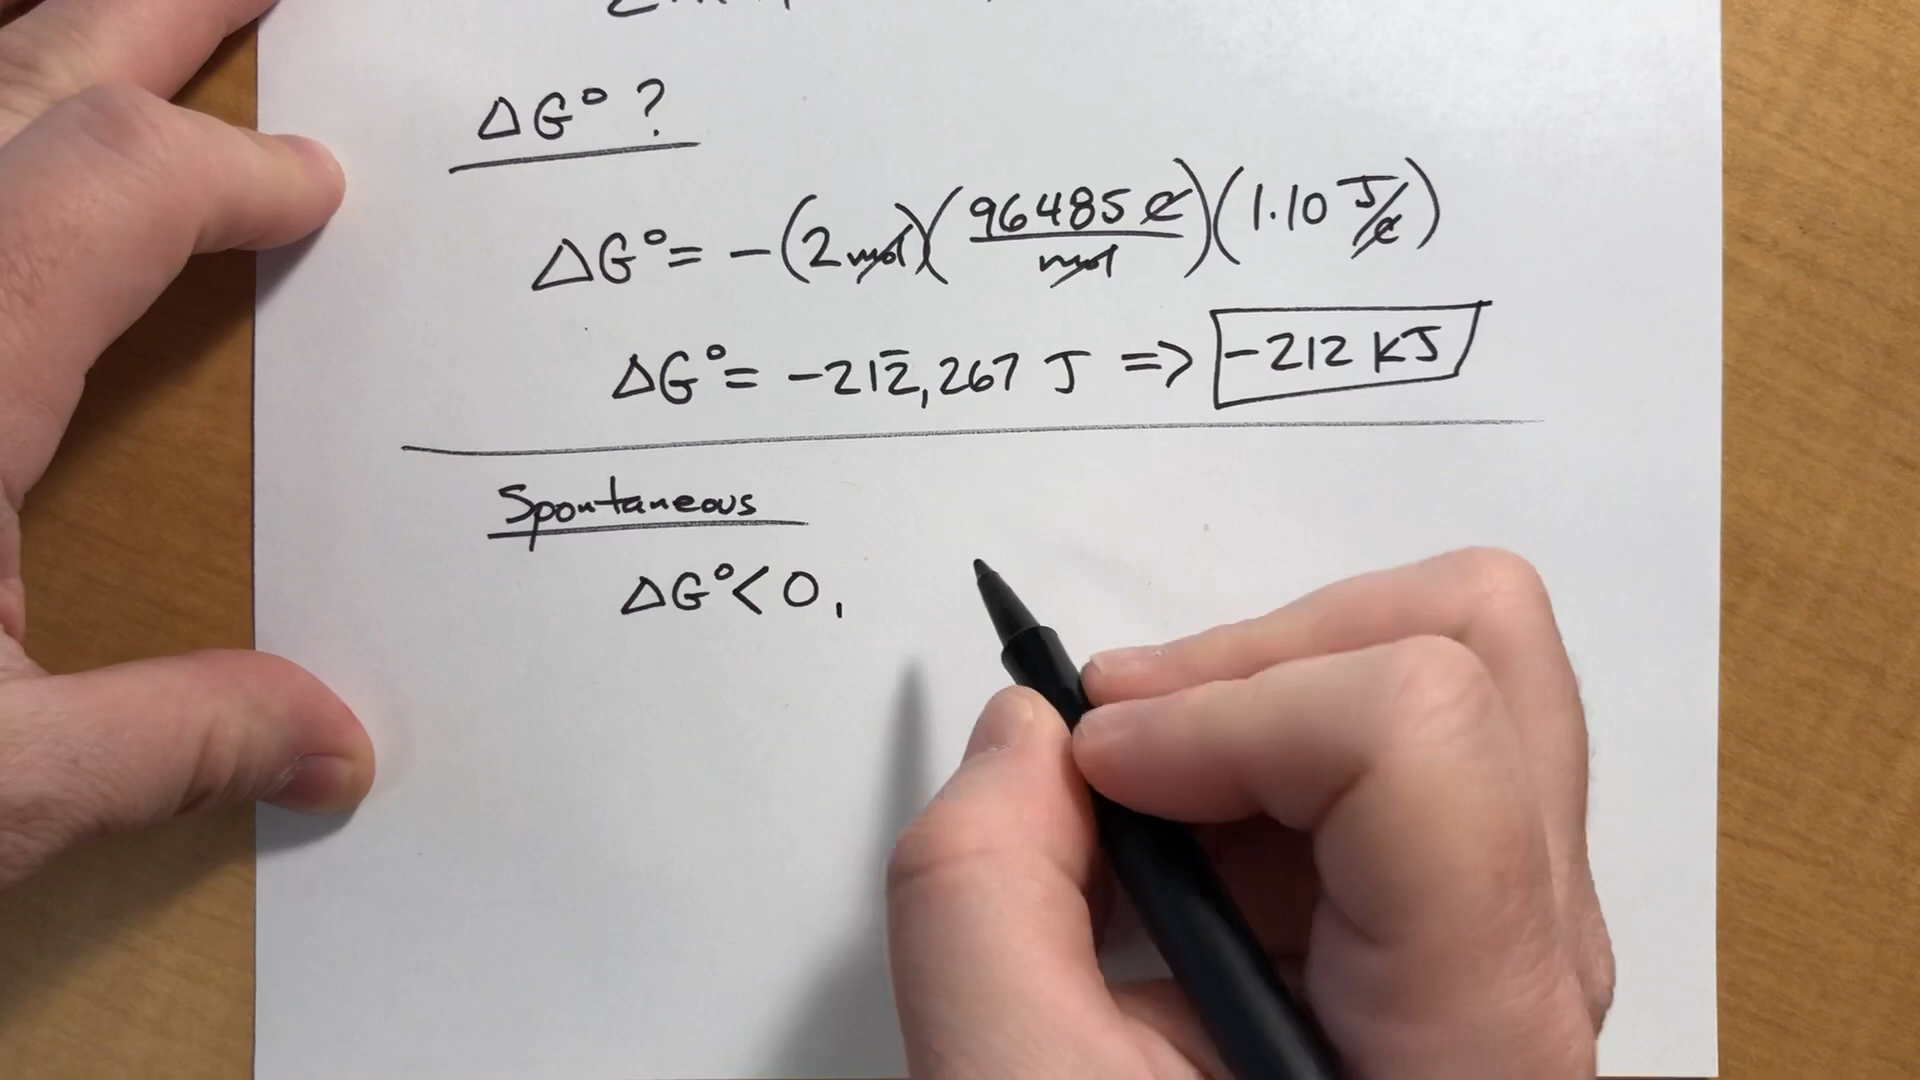 ΔG° ?
ΔG° = -(2 mol)(96485 C/mol)(1.10 J/C)
ΔG° = -212̅,267 J => -212 kJ
Spontaneous
ΔG° < 0,